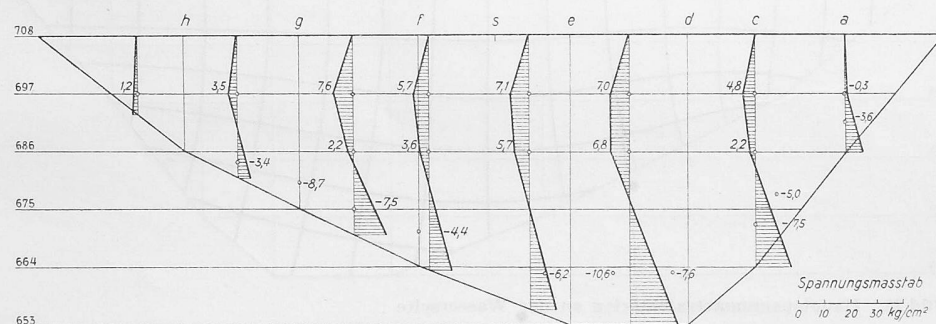 h g f s e d c a
708
697 1,2 3,5 7,6 5,7 7,1 7,0 4,8 -0,3
-3,6
686 2,2 3,6 5,7 6,8 2,2
-3,4
-8,7 -5,0
675 -7,5 -7,5
-4,4
664 -6,2 -10,6 -7,6
Spannungsmasstab
0 10 20 30 kg/cm²
653